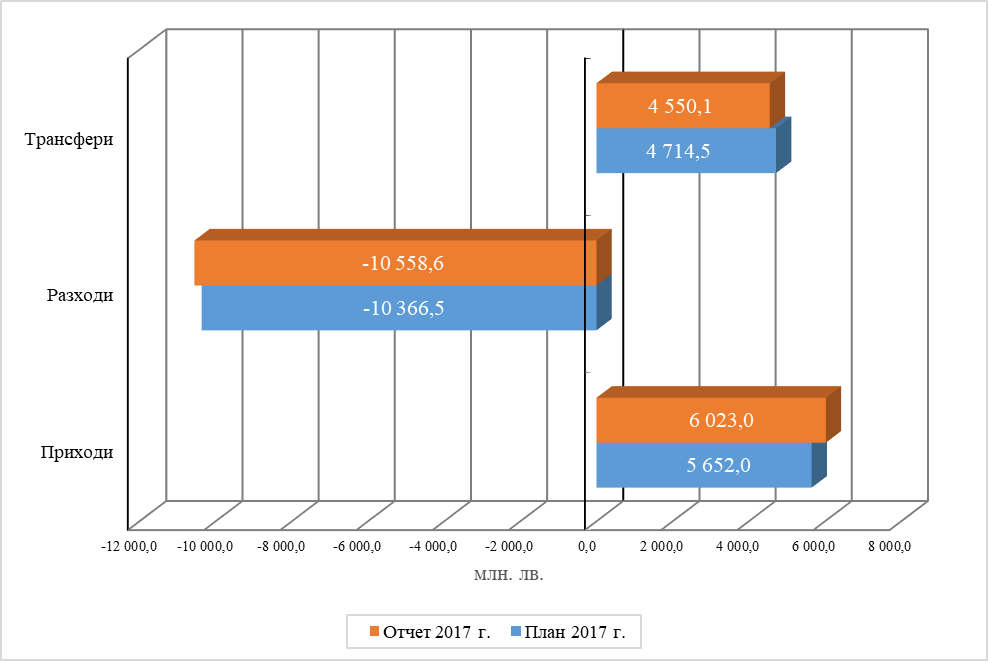 4 550,1
Трансфери
4 714,5
-10 558,6
Разходи
-10 366,5
6 023,0
Приходи
5 652,0
-12 000,0 -10 000,0 -8 000,0 -6 000,0 -4 000,0 -2 000,0 0,0 2 000,0 4 000,0 6 000,0 8 000,0
млн. лв.
Отчет 2017 г. План 2017 г.